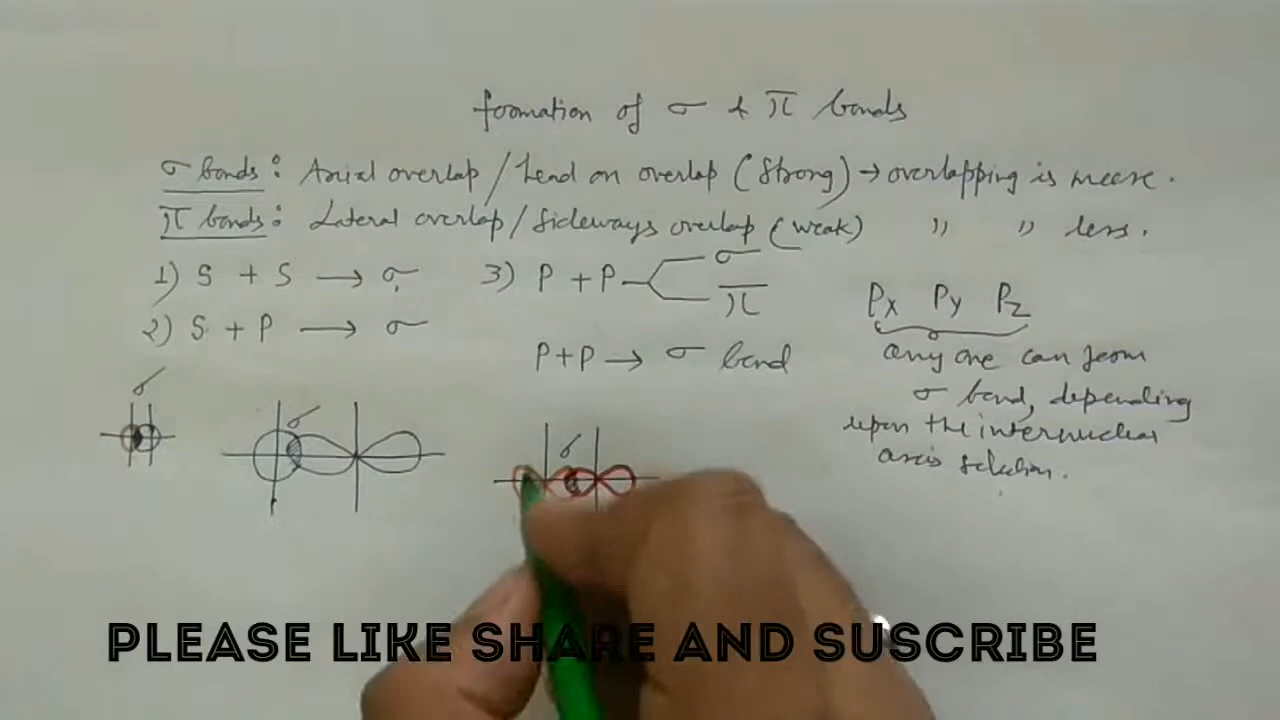 formation of σ & π bonds
σ bonds: Axial overlap / head on overlap (strong) → overlapping is more.
π bonds: Lateral overlap / sideways overlap (weak) " " less.
1) S + S → σ
2) S + P → σ
3) P + P σ π
P + P → σ bond
Px Py Pz
any one can form
σ bond, depending
upon the internuclear
axis solution.
σ
σ
σ
PLEASE LIKE SHARE AND SUSCRIBE